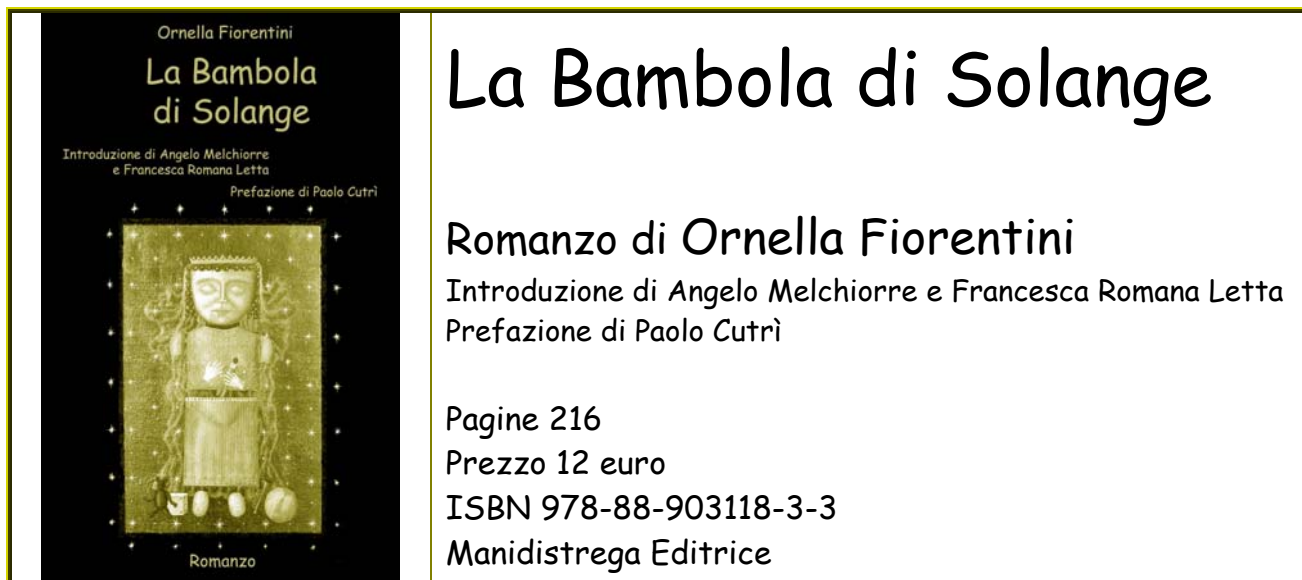 Ornella Fiorentini
La Bambola
di Solange
Introduzione di Angelo Melchiorre
e Francesca Romana Letta
Prefazione di Paolo Cutrì
Romanzo
La Bambola di Solange
Romanzo di Ornella Fiorentini
Introduzione di Angelo Melchiorre e Francesca Romana Letta
Prefazione di Paolo Cutrì
Pagine 216
Prezzo 12 euro
ISBN 978-88-903118-3-3
Manidistrega Editrice